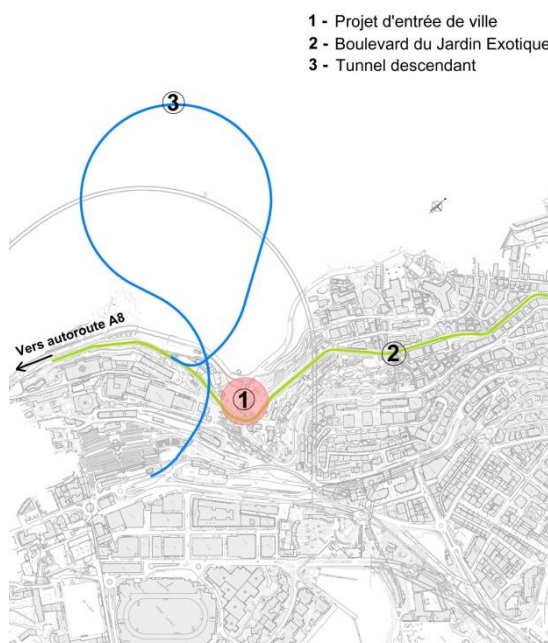 1 - Projet d'entrée de ville
2 - Boulevard du Jardin Exotique
3 - Tunnel descendant
3
Vers autoroute A8
2
1